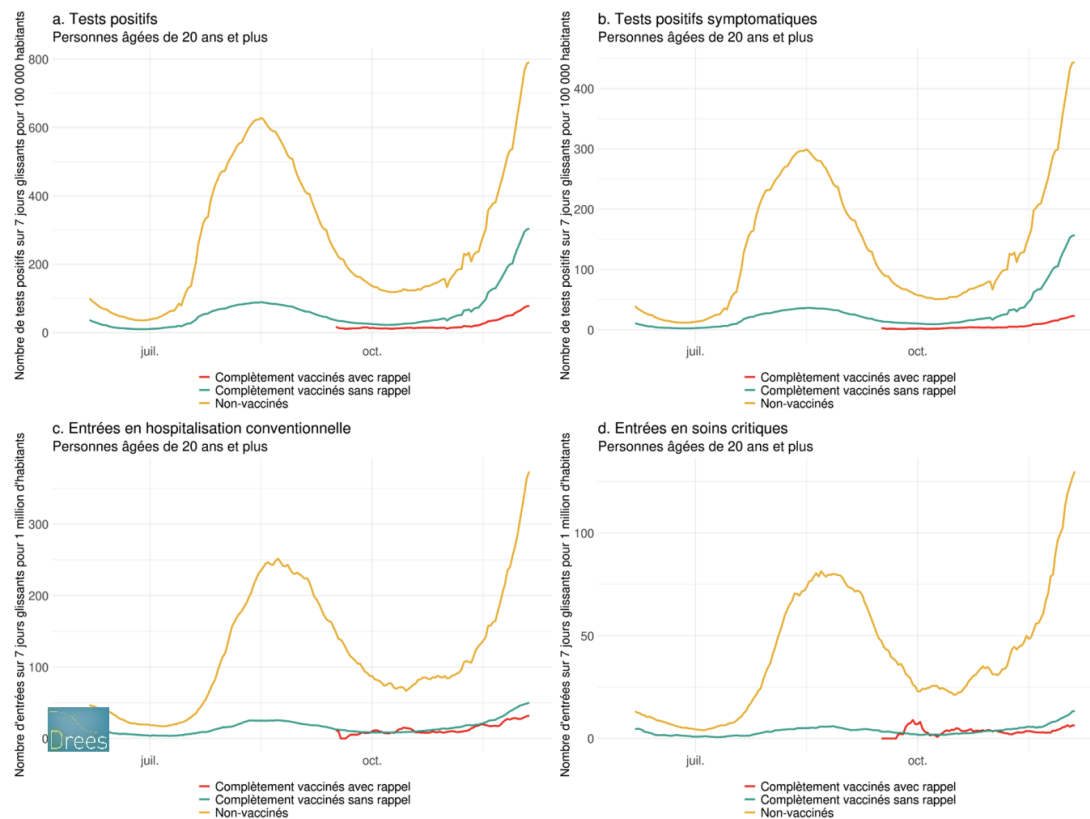 a. Tests positifs
Personnes âgées de 20 ans et plus
Nombre de tests positifs sur 7 jours glissants pour 100 000 habitants
800
600
400
200
0
juil.
oct.
Complètement vaccinés avec rappel
Complètement vaccinés sans rappel
Non-vaccinés
b. Tests positifs symptomatiques
Personnes âgées de 20 ans et plus
Nombre de tests positifs sur 7 jours glissants pour 100 000 habitants
400
300
200
100
0
juil.
oct.
Complètement vaccinés avec rappel
Complètement vaccinés sans rappel
Non-vaccinés
c. Entrées en hospitalisation conventionnelle
Personnes âgées de 20 ans et plus
Nombre d'entrées sur 7 jours glissants pour 1 million d'habitants
300
200
100
0
juil.
oct.
Drees
Complètement vaccinés avec rappel
Complètement vaccinés sans rappel
Non-vaccinés
d. Entrées en soins critiques
Personnes âgées de 20 ans et plus
Nombre d'entrées sur 7 jours glissants pour 1 million d'habitants
100
50
0
juil.
oct.
Complètement vaccinés avec rappel
Complètement vaccinés sans rappel
Non-vaccinés